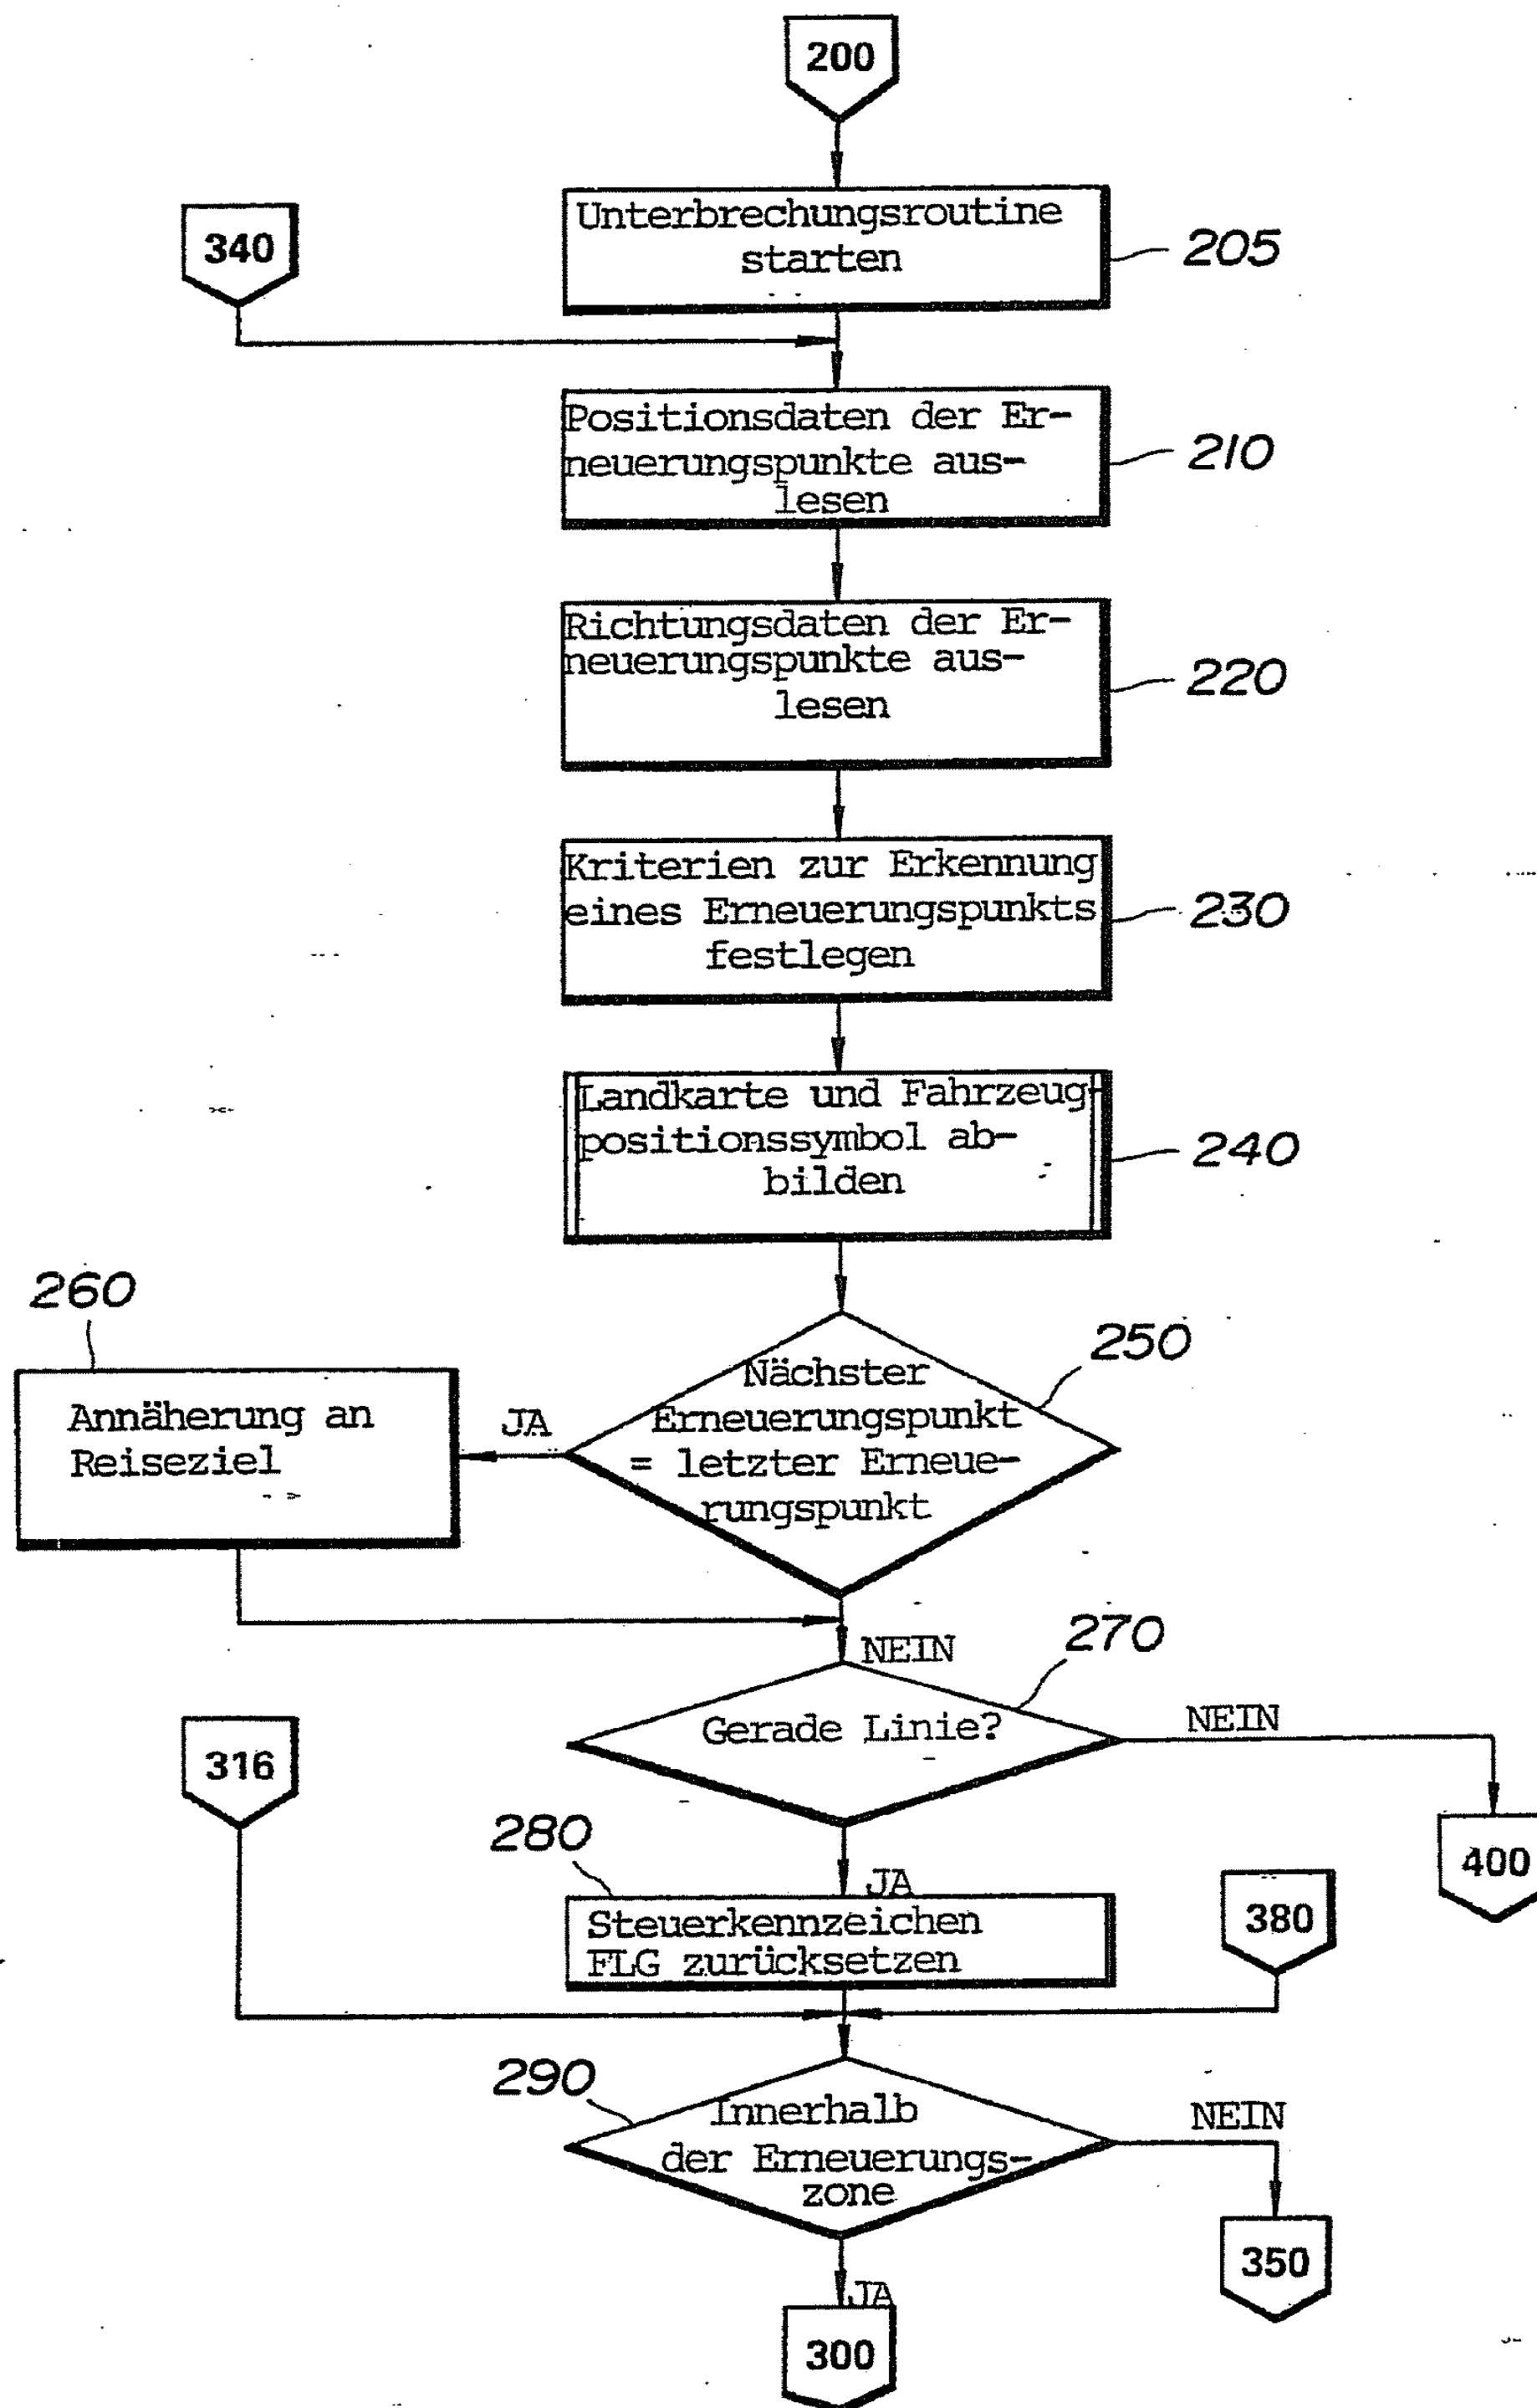 200
Unterbrechungsroutine
starten
205
340
Positionsdaten der Er-
neuerungspunkte aus-
lesen
210
Richtungsdaten der Er-
neuerungspunkte aus-
lesen
220
Kriterien zur Erkennung
eines Erneuerungspunkts
festlegen
230
Landkarte und Fahrzeug-
positionssymbol ab-
bilden
240
260
Annäherung an
Reiseziel
JA
Nächster
Erneuerungspunkt
= letzter Erneue-
rungspunkt
250
NEIN
270
Gerade Linie?
NEIN
316
400
280
JA
Steuerkennzeichen
FLG zurücksetzen
380
290
Innerhalb
der Erneuerungs-
zone
NEIN
350
JA
300